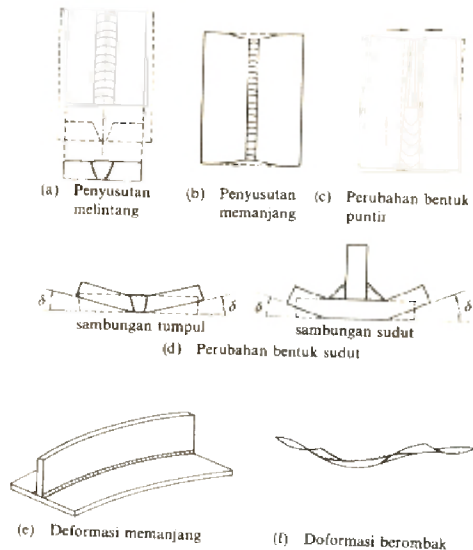 (a) Penyusutan melintang
(b) Penyusutan memanjang
(c) Perubahan bentuk puntir
δ
δ
δ
δ
sambungan tumpul
sambungan sudut
(d) Perubahan bentuk sudut
(e) Deformasi memanjang
(f) Doformasi berombak